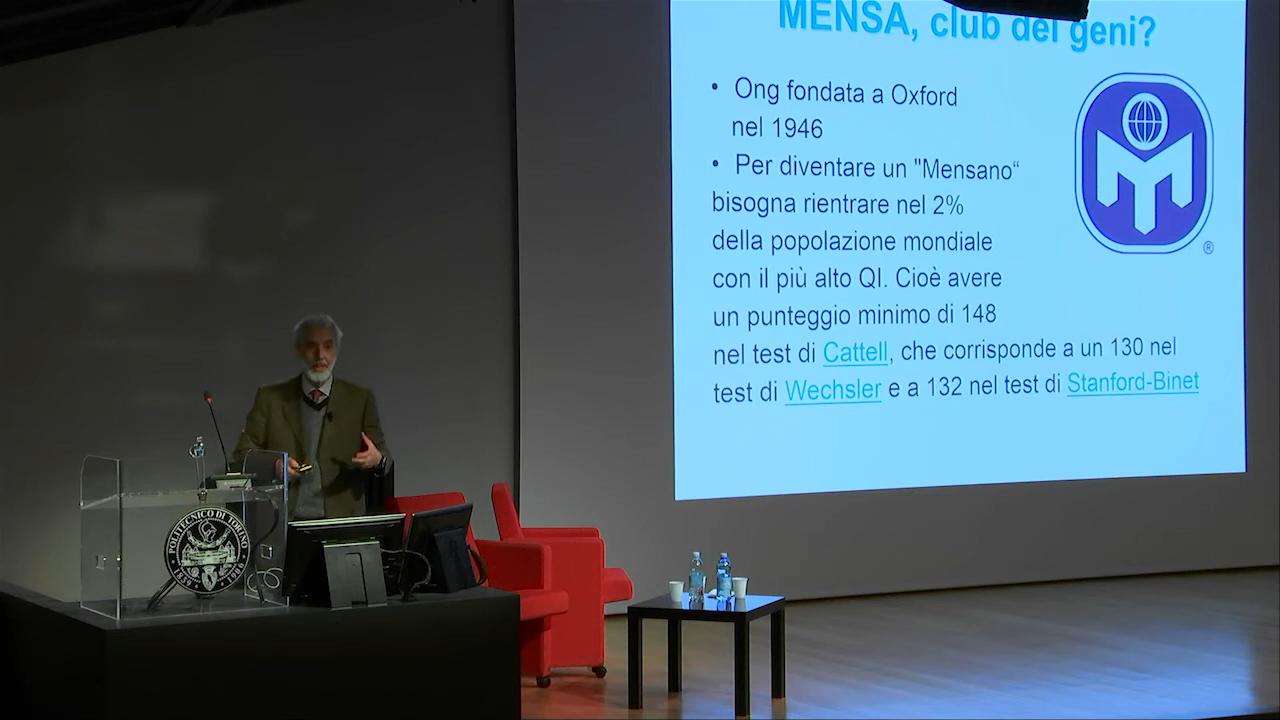 MENSA, club dei geni?
• Ong fondata a Oxford
nel 1946
• Per diventare un "Mensano“
bisogna rientrare nel 2%
della popolazione mondiale
con il più alto QI. Cioè avere
un punteggio minimo di 148
nel test di Cattell, che corrisponde a un 130 nel
test di Wechsler e a 132 nel test di Stanford-Binet
®
POLITECNICO DI TORINO
1859 1906